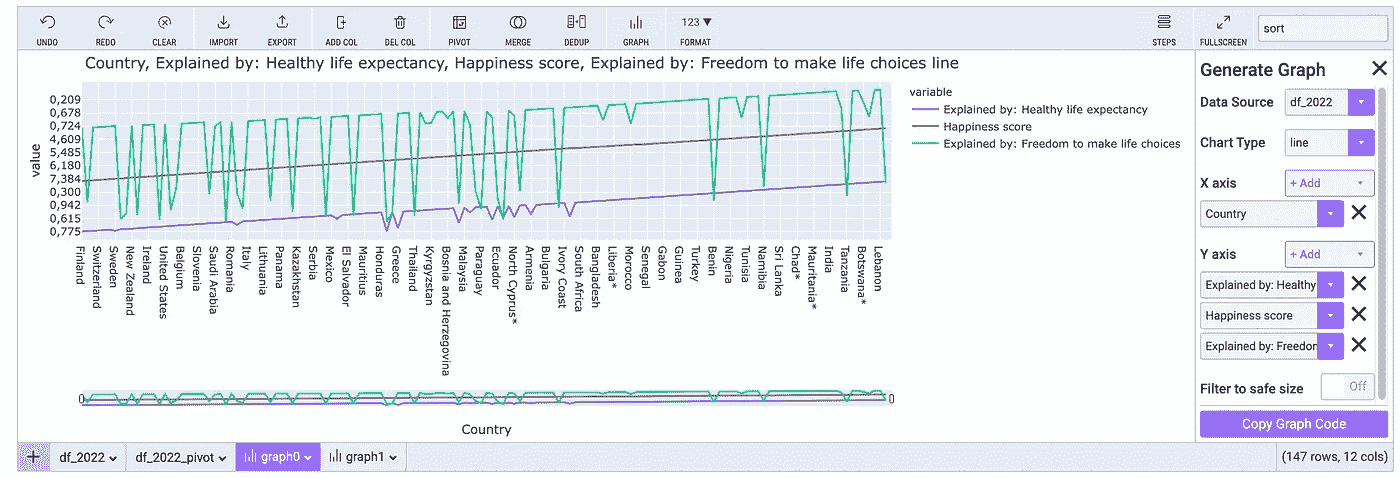 UNDO
REDO
CLEAR
IMPORT
EXPORT
ADD COL
DEL COL
PIVOT
MERGE
DEDUP
GRAPH
123
FORMAT
STEPS
FULLSCREEN
sort
Country, Explained by: Healthy life expectancy, Happiness score, Explained by: Freedom to make life choices line
value
0,209
0,678
0,724
4,609
5,485
6,180
7,384
0,300
0,942
0,615
0,775
variable
Explained by: Healthy life expectancy
Happiness score
Explained by: Freedom to make life choices
Finland
Switzerland
Sweden
New Zealand
Ireland
United States
Belgium
Slovenia
Saudi Arabia
Romania
Italy
Lithuania
Panama
Kazakhstan
Serbia
Mexico
El Salvador
Mauritius
Honduras
Greece
Thailand
Kyrgyzstan
Bosnia and Herzegovina
Malaysia
Paraguay
Ecuador
North Cyprus*
Armenia
Bulgaria
Ivory Coast
South Africa
Bangladesh
Liberia*
Morocco
Senegal
Gabon
Guinea
Turkey
Benin
Nigeria
Tunisia
Namibia
Sri Lanka
Chad*
Mauritania*
India
Tanzania
Botswana*
Lebanon
0
0
Country
Generate Graph
Data Source
df_2022
Chart Type
line
X axis
+ Add
Country
Y axis
+ Add
Explained by: Healthy
Happiness score
Explained by: Freedom
Filter to safe size
Off
Copy Graph Code
+
df_2022
df_2022_pivot
graph0
graph1
(147 rows, 12 cols)